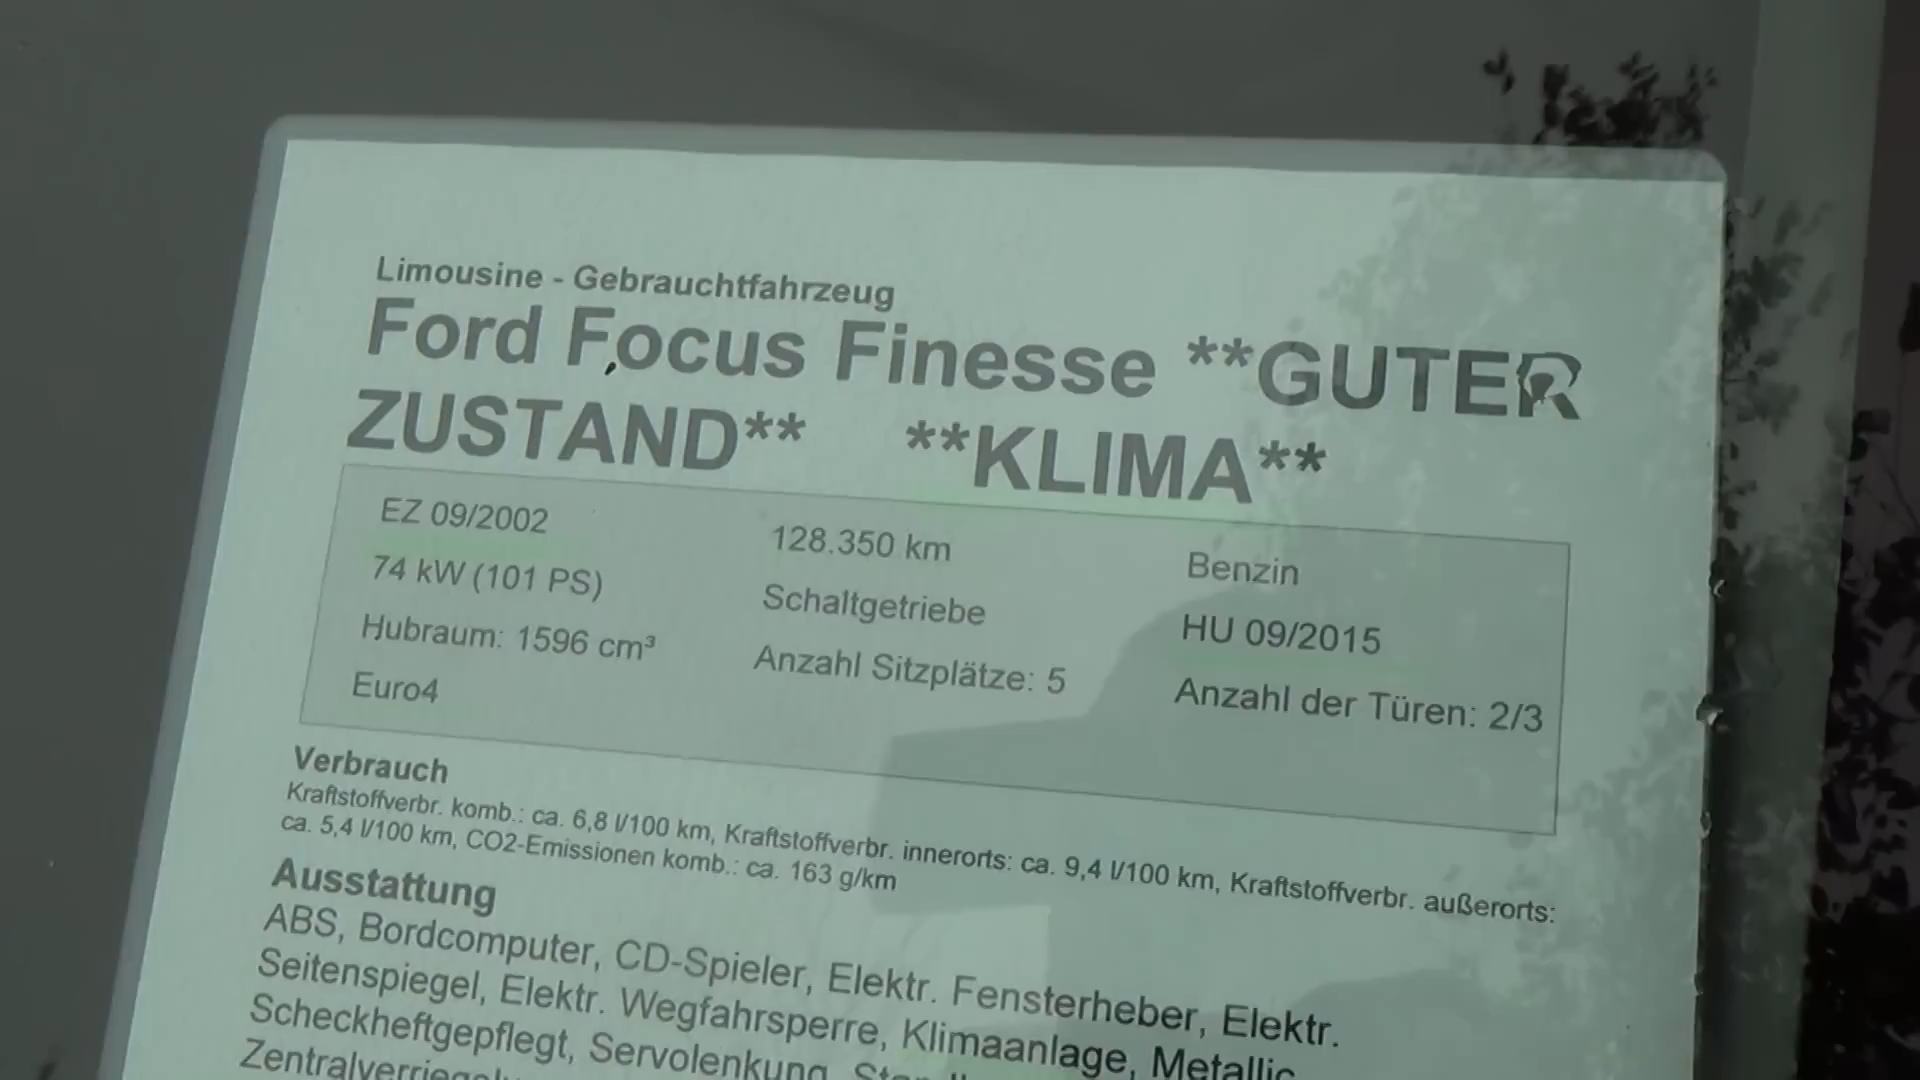 Limousine - Gebrauchtfahrzeug
Ford Focus Finesse **GUTER
ZUSTAND** **KLIMA**
EZ 09/2002 128.350 km Benzin
74 kW (101 PS) Schaltgetriebe HU 09/2015
Hubraum: 1596 cm³ Anzahl Sitzplätze: 5 Anzahl der Türen: 2/3
Euro4
Verbrauch
Kraftstoffverbr. komb.: ca. 6,8 l/100 km, Kraftstoffverbr. innerorts: ca. 9,4 l/100 km, Kraftstoffverbr. außerorts:
ca. 5,4 l/100 km, CO2-Emissionen komb.: ca. 163 g/km
Ausstattung
ABS, Bordcomputer, CD-Spieler, Elektr. Fensterheber, Elektr.
Seitenspiegel, Elektr. Wegfahrsperre, Klimaanlage, Metallic,
Scheckheftgepflegt, Servolenkung,